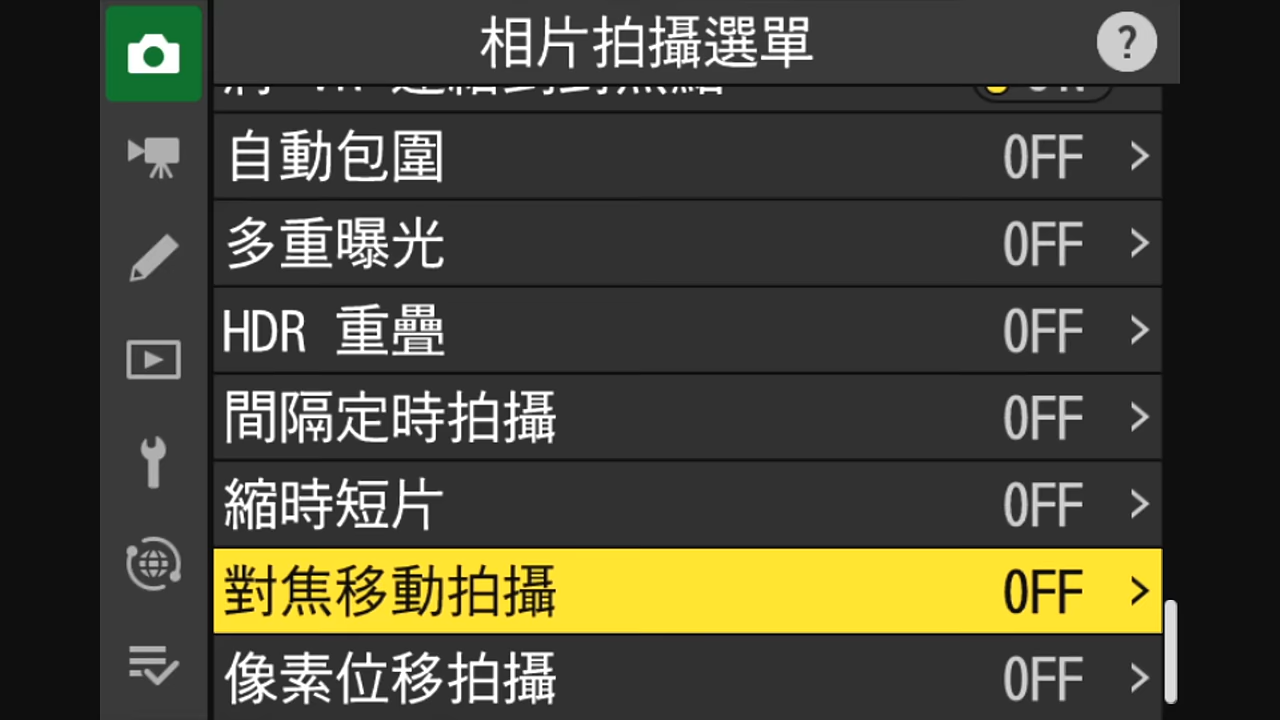 相片拍攝選單
?
自動包圍 OFF >
多重曝光 OFF >
HDR 重疊 OFF >
間隔定時拍攝 OFF >
縮時短片 OFF >
對焦移動拍攝 OFF >
像素位移拍攝 OFF >